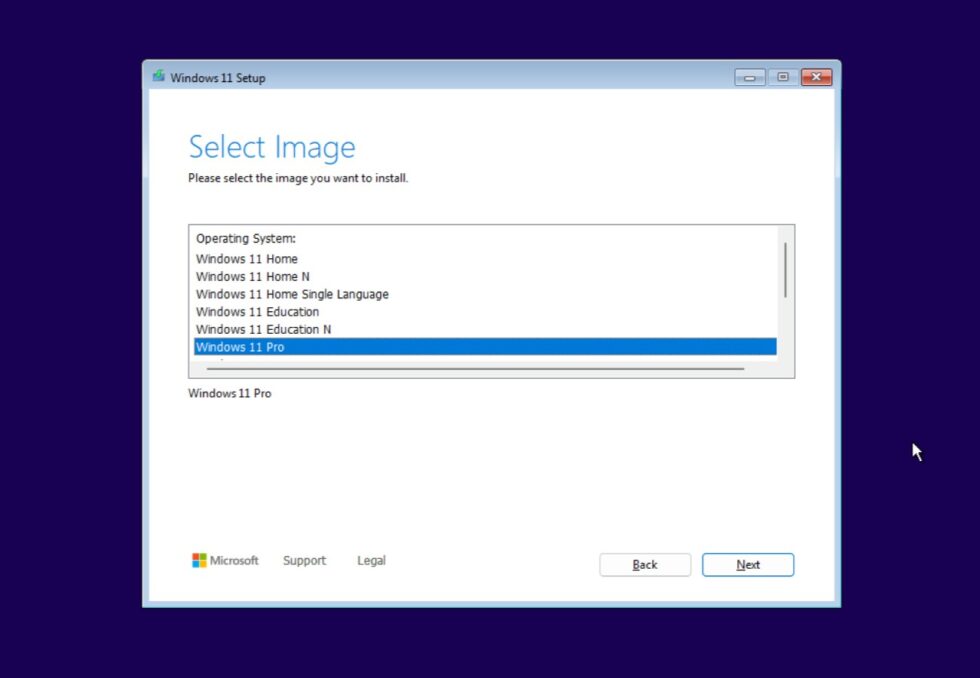 Windows 11 Setup
Select Image
Please select the image you want to install.
Operating System:
Windows 11 Home
Windows 11 Home N
Windows 11 Home Single Language
Windows 11 Education
Windows 11 Education N
Windows 11 Pro
Windows 11 Pro
Microsoft Support Legal Back Next